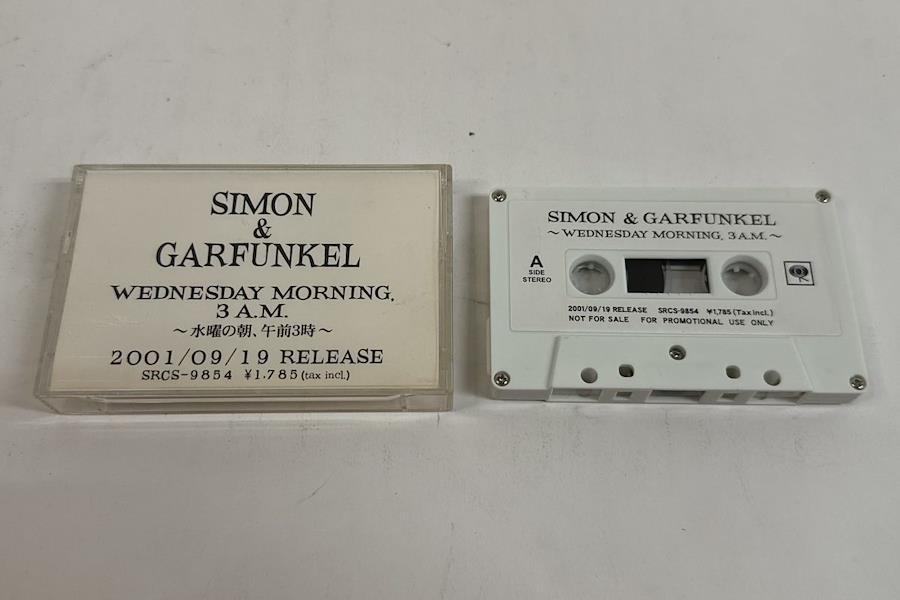 SIMON
&
GARFUNKEL
WEDNESDAY MORNING,
3 A.M.
～水曜の朝、午前3時～
2001/09/19 RELEASE
SRCS-9854 ¥1,785 (tax incl.)
SIMON & GARFUNKEL
～WEDNESDAY MORNING, 3 A.M.～
A
SIDE
STEREO
2001/09/19 RELEASE SRCS-9854 ¥1,785 (Tax incl.)
NOT FOR SALE FOR PROMOTIONAL USE ONLY